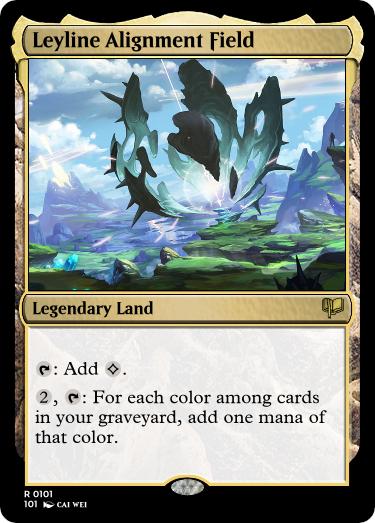 Leyline Alignment Field
Legendary Land
: Add .
2, : For each color among cards
in your graveyard, add one mana of
that color.
R 0101
101 CAI WEI